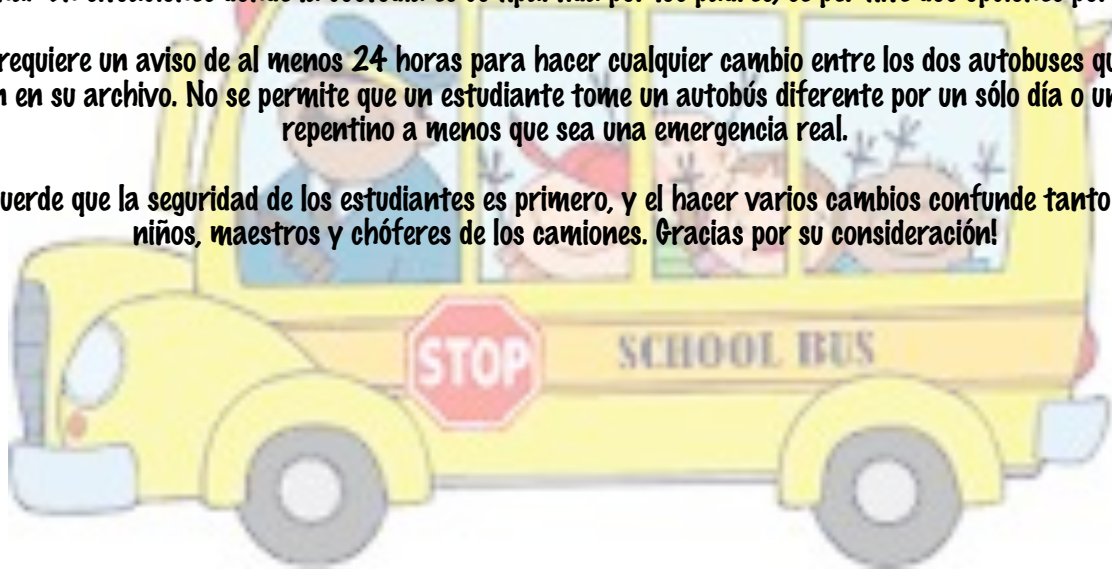 requiere un aviso de al menos 24 horas para hacer cualquier cambio entre los dos autobuses qu
n en su archivo. No se permite que un estudiante tome un autobús diferente por un sólo día o un
repentino a menos que sea una emergencia real.
uerde que la seguridad de los estudiantes es primero, y el hacer varios cambios confunde tanto
niños, maestros y chóferes de los camiones. Gracias por su consideración!
STOP
SCHOOL BUS